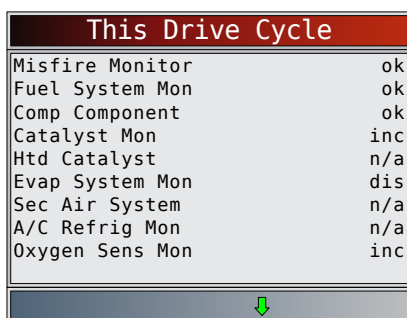 This Drive Cycle
Misfire Monitor ok
Fuel System Mon ok
Comp Component ok
Catalyst Mon inc
Htd Catalyst n/a
Evap System Mon dis
Sec Air System n/a
A/C Refrig Mon n/a
Oxygen Sens Mon inc